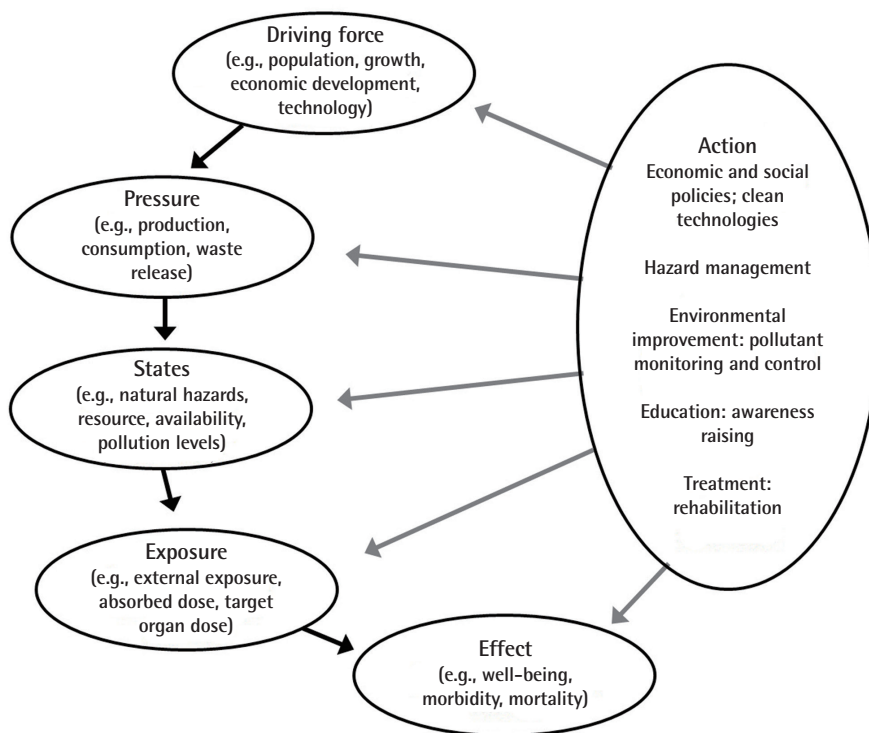 Driving force
(e.g., population, growth,
economic development,
technology)
Pressure
(e.g., production,
consumption, waste
release)
States
(e.g., natural hazards,
resource, availability,
pollution levels)
Exposure
(e.g., external exposure,
absorbed dose, target
organ dose)
Effect
(e.g., well-being,
morbidity, mortality)
Action
Economic and social
policies; clean
technologies
Hazard management
Environmental
improvement: pollutant
monitoring and control
Education: awareness
raising
Treatment:
rehabilitation